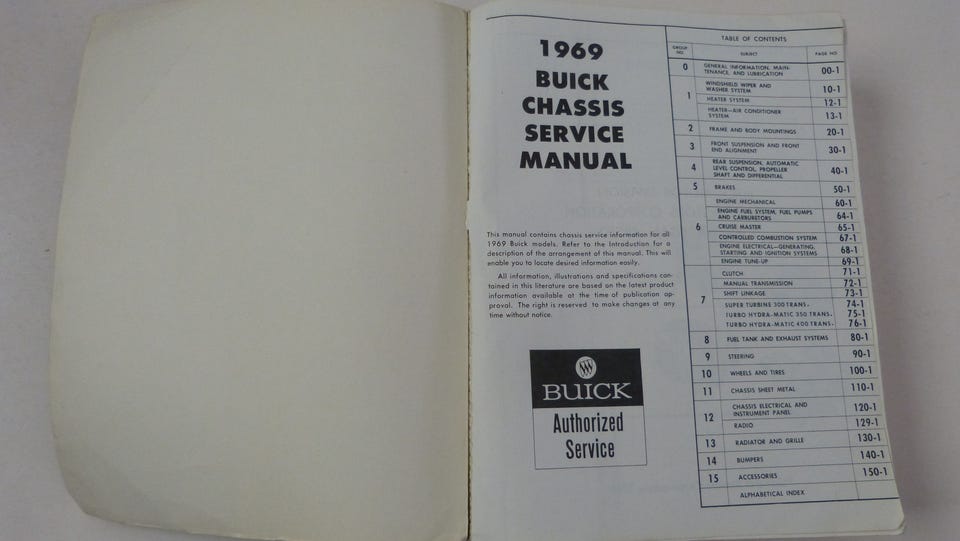 1969
BUICK
CHASSIS
SERVICE
MANUAL
This manual contains chassis service information for all
1969 Buick models. Refer to the Introduction for a
description of the arrangement of this manual. This will
enable you to locate desired information easily.
All information, illustrations and specifications con-
tained in this literature are based on the latest product
information available at the time of publication ap-
proval. The right is reserved to make changes at any
time without notice.
BUICK
Authorized
Service
TABLE OF CONTENTS
GROUP NO. SUBJECT PAGE NO.
0 GENERAL INFORMATION, MAIN-
TENANCE, AND LUBRICATION 00-1
1 WINDSHIELD WIPER AND
WASHER SYSTEM 10-1
HEATER SYSTEM 12-1
HEATER—AIR CONDITIONER
SYSTEM 13-1
2 FRAME AND BODY MOUNTINGS 20-1
3 FRONT SUSPENSION AND FRONT
END ALIGNMENT 30-1
4 REAR SUSPENSION, AUTOMATIC
LEVEL CONTROL, PROPELLER
SHAFT AND DIFFERENTIAL 40-1
5 BRAKES 50-1
6 ENGINE MECHANICAL 60-1
ENGINE FUEL SYSTEM, FUEL PUMPS
AND CARBURETORS 64-1
CRUISE MASTER 65-1
CONTROLLED COMBUSTION SYSTEM 67-1
ENGINE ELECTRICAL—GENERATING,
STARTING AND IGNITION SYSTEMS 68-1
ENGINE TUNE-UP 69-1
7 CLUTCH 71-1
MANUAL TRANSMISSION 72-1
SHIFT LINKAGE 73-1
SUPER TURBINE 300 TRANS. 74-1
TURBO HYDRA-MATIC 350 TRANS. 75-1
TURBO HYDRA-MATIC 400 TRANS. 76-1
8 FUEL TANK AND EXHAUST SYSTEMS 80-1
9 STEERING 90-1
10 WHEELS AND TIRES 100-1
11 CHASSIS SHEET METAL 110-1
12 CHASSIS ELECTRICAL AND
INSTRUMENT PANEL 120-1
RADIO 129-1
13 RADIATOR AND GRILLE 130-1
14 BUMPERS 140-1
15 ACCESSORIES 150-1
ALPHABETICAL INDEX